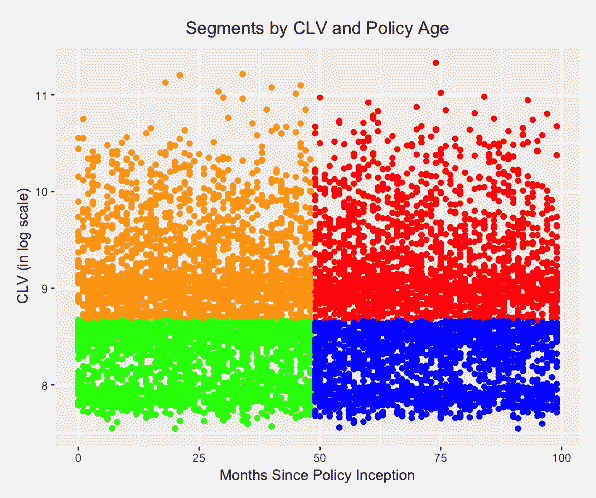 Segments by CLV and Policy Age
CLV (in log scale)
11
10
9
8
0 25 50 75 100
Months Since Policy Inception